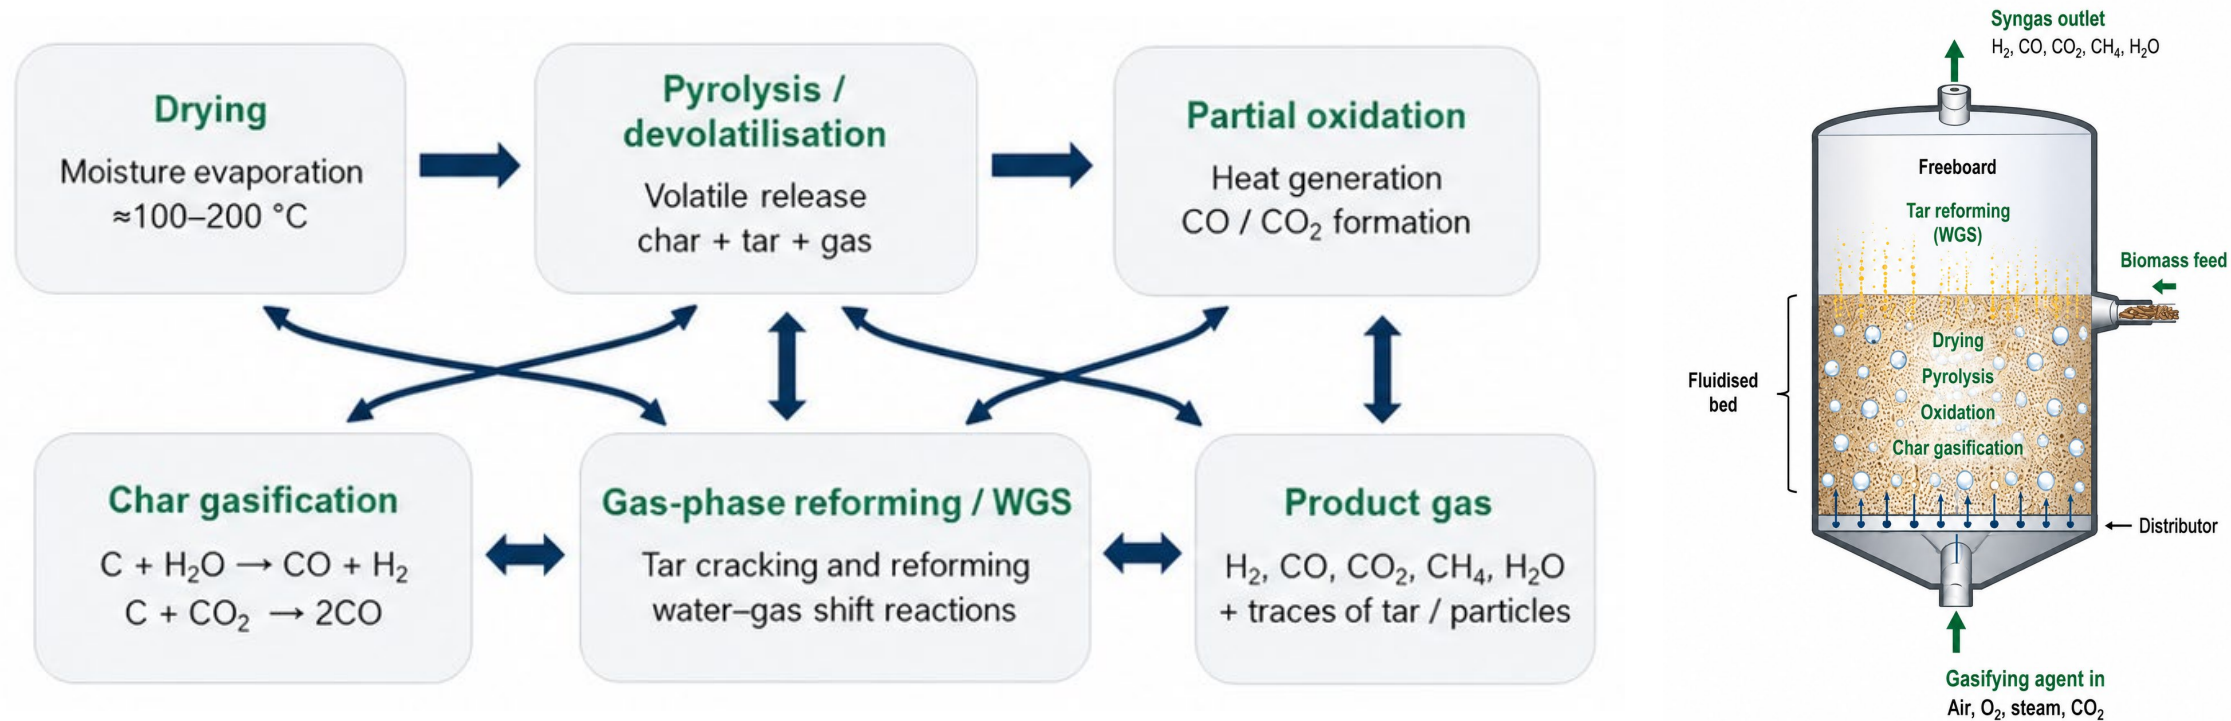 Drying
Moisture evaporation
≈100–200 °C
Pyrolysis /
devolatilisation
Volatile release
char + tar + gas
Partial oxidation
Heat generation
CO / CO₂ formation
Char gasification
C + H₂O → CO + H₂
C + CO₂ → 2CO
Gas-phase reforming / WGS
Tar cracking and reforming
water–gas shift reactions
Product gas
H₂, CO, CO₂, CH₄, H₂O
+ traces of tar / particles
Syngas outlet
H₂, CO, CO₂, CH₄, H₂O
Freeboard
Tar reforming
(WGS)
Biomass feed
Fluidised
bed
Drying
Pyrolysis
Oxidation
Char gasification
Distributor
Gasifying agent in
Air, O₂, steam, CO₂